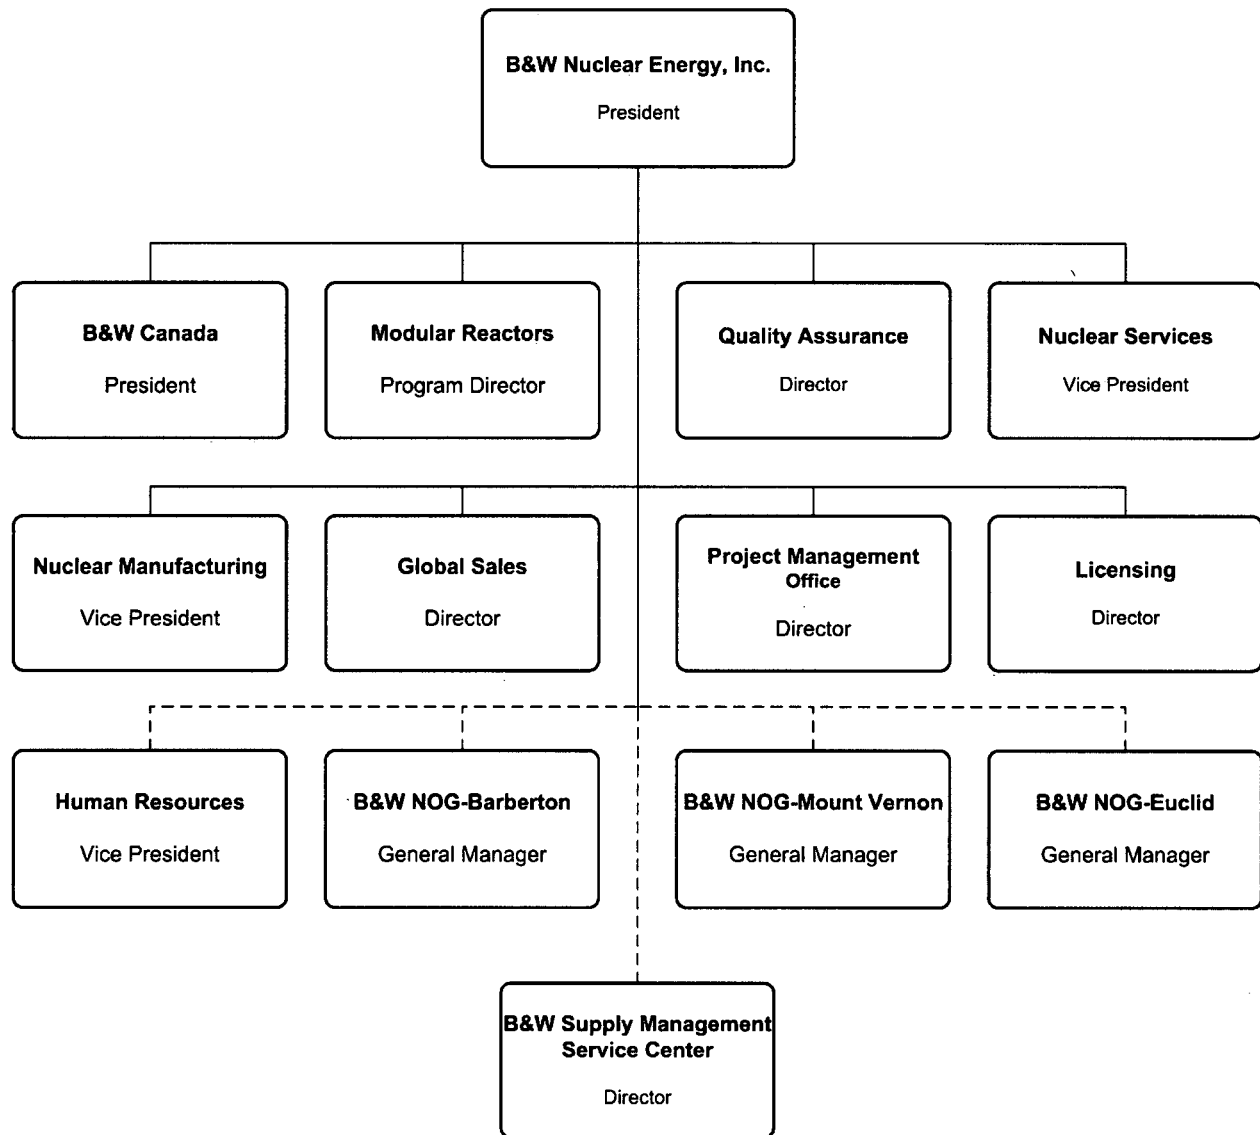 B&W Nuclear Energy, Inc.
President
B&W Canada
President
Modular Reactors
Program Director
Quality Assurance
Director
Nuclear Services
Vice President
Nuclear Manufacturing
Vice President
Global Sales
Director
Project Management
Office
Director
Licensing
Director
Human Resources
Vice President
B&W NOG-Barberton
General Manager
B&W NOG-Mount Vernon
General Manager
B&W NOG-Euclid
General Manager
B&W Supply Management
Service Center
Director